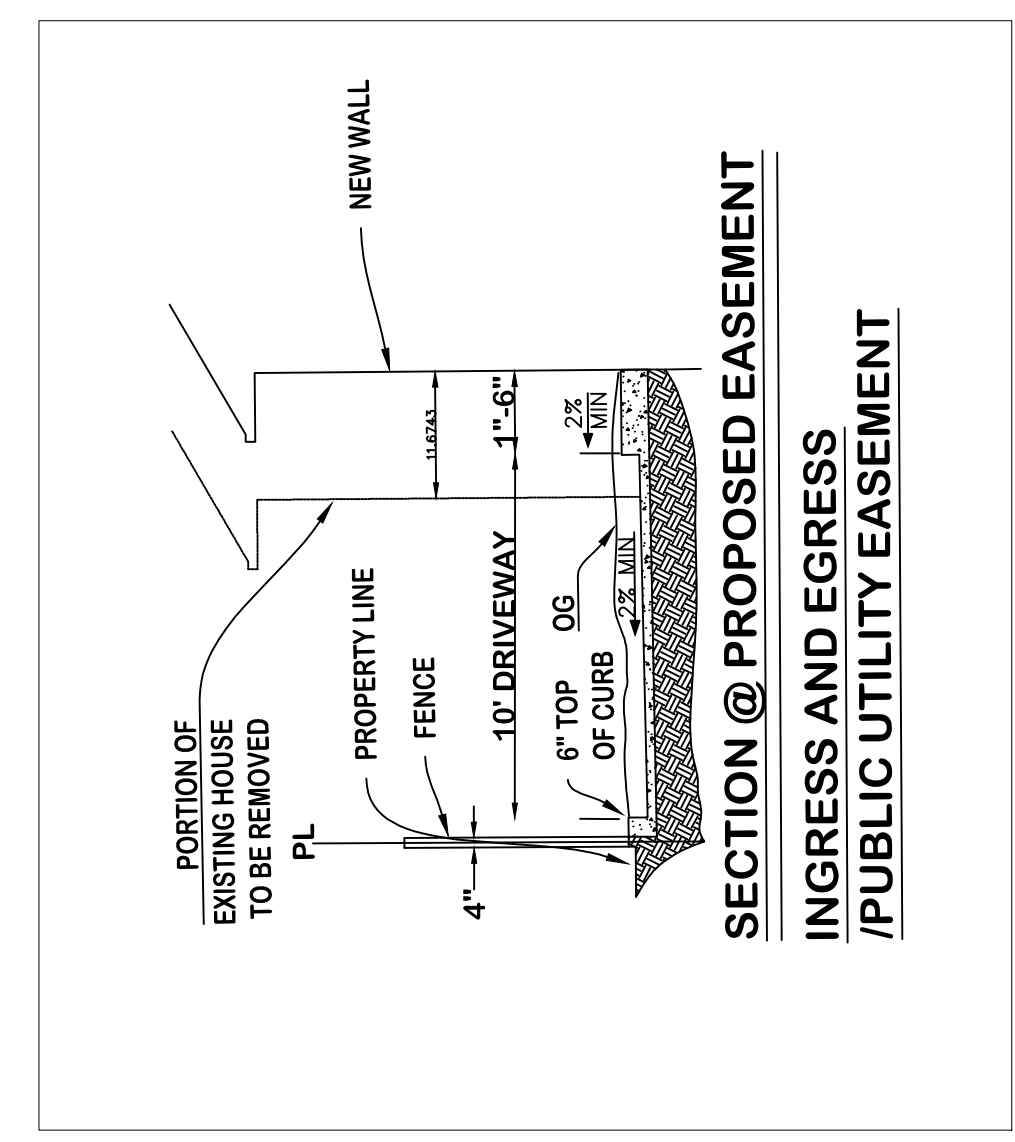 PORTION OF
EXISTING HOUSE
TO BE REMOVED
PL
PROPERTY LINE
FENCE
4"
NEW WALL
11.6743
10' DRIVEWAY
1"-6"
6" TOP
OF CURB
OG
2% MIN
2%
MIN
SECTION @ PROPOSED EASEMENT
INGRESS AND EGRESS
/PUBLIC UTILITY EASEMENT